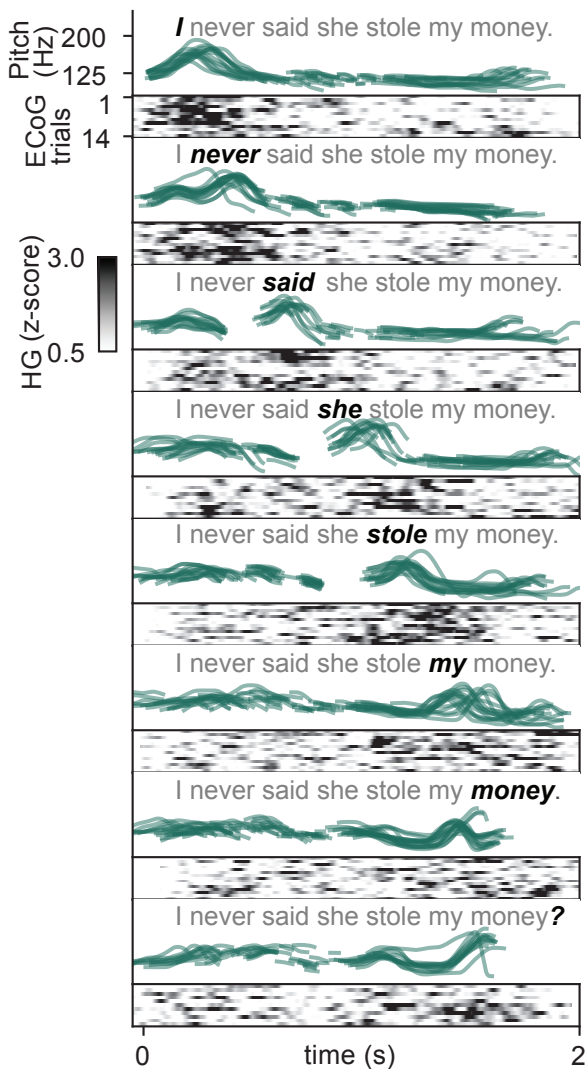 I never said she stole my money.
Pitch
(Hz)
200
125
ECoG
trials
1
14
I never said she stole my money.
HG (z-score)
3.0
0.5
I never said she stole my money.
I never said she stole my money.
I never said she stole my money.
I never said she stole my money.
I never said she stole my money.
I never said she stole my money?
0 time (s) 2